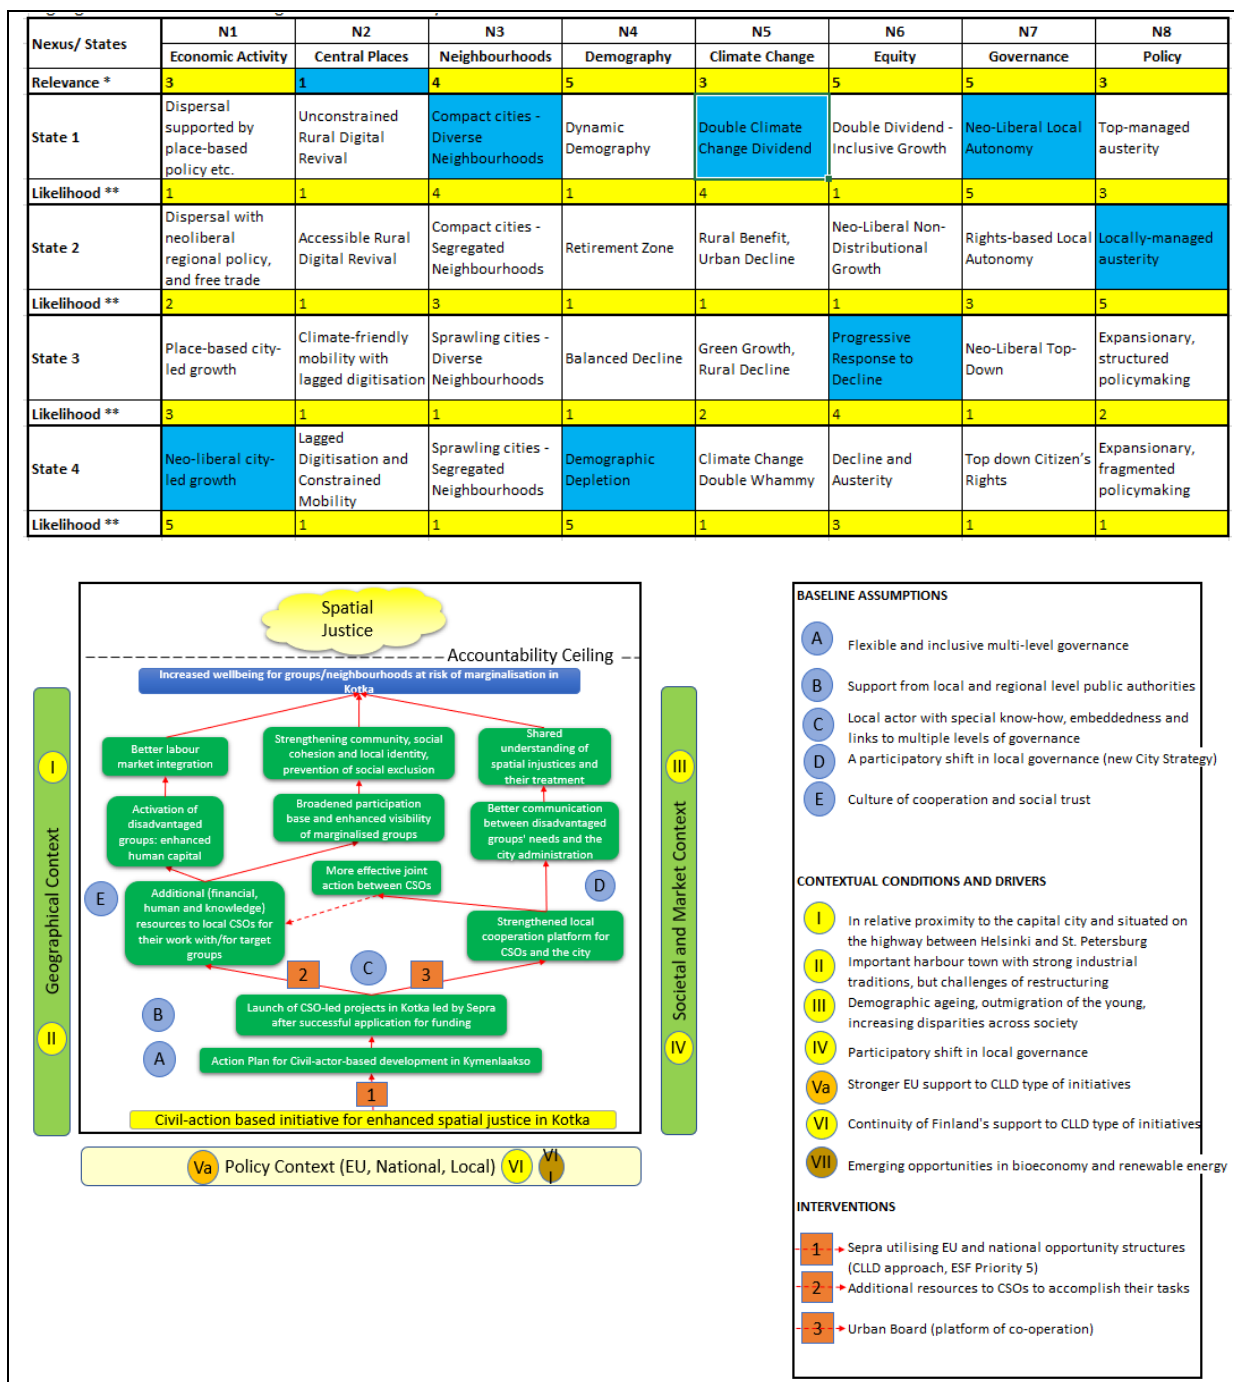 Nexus/ States
N1
N2
N3
N4
N5
N6
N7
N8
Economic Activity
Central Places
Neighbourhoods
Demography
Climate Change
Equity
Governance
Policy
Relevance *
3
1
4
5
3
5
5
3
State 1
Dispersal
supported by
place-based
policy etc.
Unconstrained
Rural Digital
Revival
Compact cities -
Diverse
Neighbourhoods
Dynamic
Demography
Double Climate
Change Dividend
Double Dividend -
Inclusive Growth
Neo-Liberal Local
Autonomy
Top-managed
austerity
Likelihood **
1
1
4
1
4
1
5
3
State 2
Dispersal with
neoliberal
regional policy,
and free trade
Accessible Rural
Digital Revival
Compact cities -
Segregated
Neighbourhoods
Retirement Zone
Rural Benefit,
Urban Decline
Neo-Liberal Non-
Distributional
Growth
Rights-based Local
Autonomy
Locally-managed
austerity
Likelihood **
2
1
3
1
1
1
3
5
State 3
Place-based city-
led growth
Climate-friendly
mobility with
lagged digitisation
Sprawling cities -
Diverse
Neighbourhoods
Balanced Decline
Green Growth,
Rural Decline
Progressive
Response to
Decline
Neo-Liberal Top-
Down
Expansionary,
structured
policymaking
Likelihood **
3
1
1
1
2
4
1
2
State 4
Neo-liberal city-
led growth
Lagged
Digitisation and
Constrained
Mobility
Sprawling cities -
Segregated
Neighbourhoods
Demographic
Depletion
Climate Change
Double Whammy
Decline and
Austerity
Top down Citizen's
Rights
Expansionary,
fragmented
policymaking
Likelihood **
5
1
1
5
1
3
1
1
Spatial
Justice
Accountability Ceiling
Increased wellbeing for groups/neighbourhoods at risk of marginalisation in
Kotka
Better labour
market integration
Strengthening community, social
cohesion and local identity,
prevention of social exclusion
Shared
understanding of
spatial injustices and
their treatment
Activation of
disadvantaged
groups: enhanced
human capital
Broadened participation
base and enhanced visibility
of marginalised groups
Better communication
between disadvantaged
groups' needs and the
city administration
More effective joint
action between CSOs
E
D
Additional (financial,
human and knowledge)
resources to local CSOs for
their work with/for target
groups
Strengthened local
cooperation platform for
CSOs and the city
2
C
3
B
Launch of CSO-led projects in Kotka led by Sepra
after successful application for funding
A
Action Plan for Civil-actor-based development in Kymenlaakso
1
Civil-action based initiative for enhanced spatial justice in Kotka
I
Geographical Context
II
III
Societal and Market Context
IV
Va
Policy Context (EU, National, Local)
VI
VI
I
BASELINE ASSUMPTIONS
A
Flexible and inclusive multi-level governance
B
Support from local and regional level public authorities
C
Local actor with special know-how, embeddedness and
links to multiple levels of governance
D
A participatory shift in local governance (new City Strategy)
E
Culture of cooperation and social trust
CONTEXTUAL CONDITIONS AND DRIVERS
I
In relative proximity to the capital city and situated on
the highway between Helsinki and St. Petersburg
II
Important harbour town with strong industrial
traditions, but challenges of restructuring
III
Demographic ageing, outmigration of the young,
increasing disparities across society
IV
Participatory shift in local governance
Va
Stronger EU support to CLLD type of initiatives
VI
Continuity of Finland's support to CLLD type of initiatives
VII
Emerging opportunities in bioeconomy and renewable energy
INTERVENTIONS
1
Sepra utilising EU and national opportunity structures
(CLLD approach, ESF Priority 5)
2
Additional resources to CSOs to accomplish their tasks
3
Urban Board (platform of co-operation)